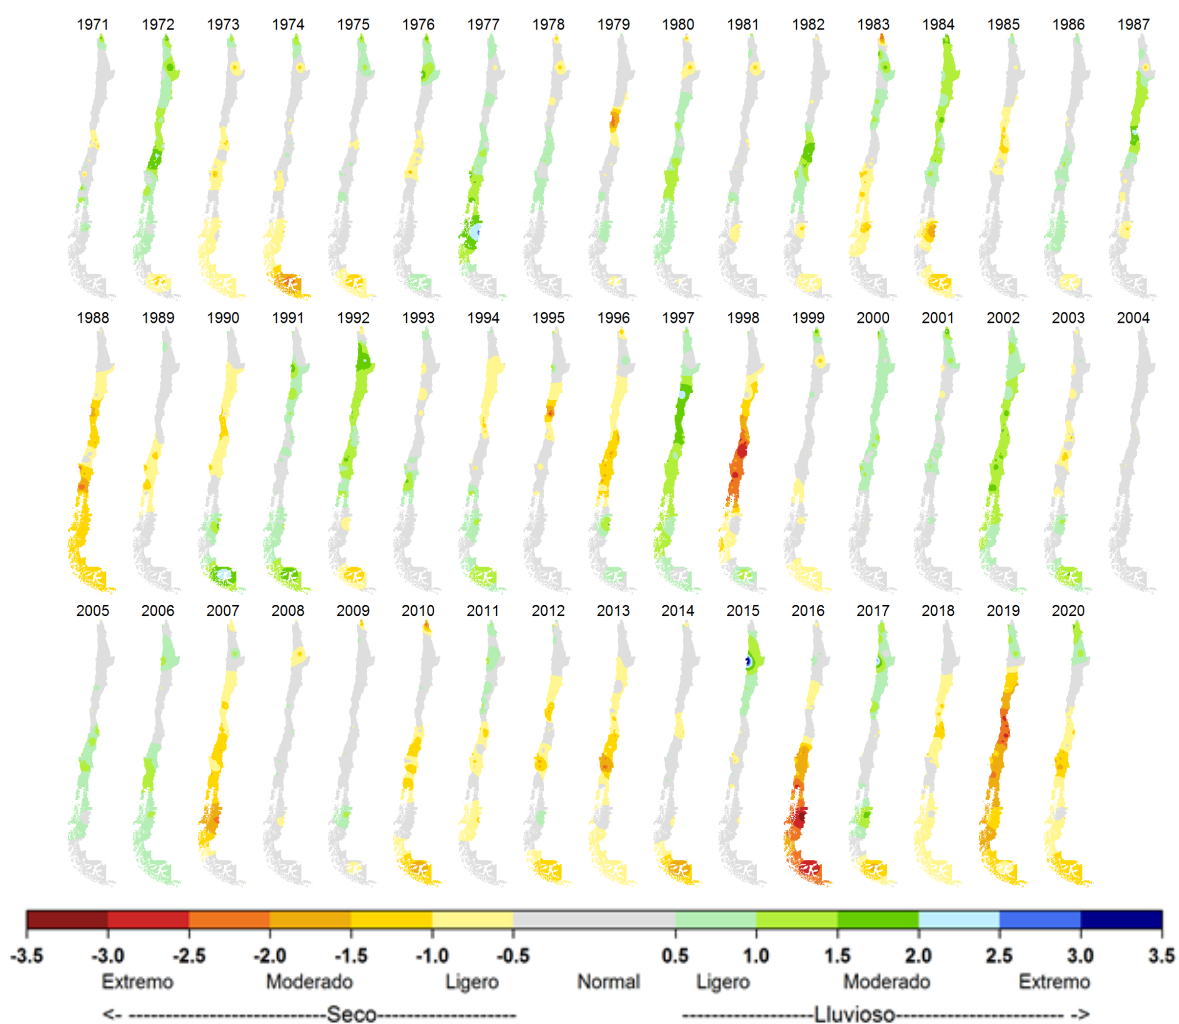 1971 1972 1973 1974 1975 1976 1977 1978 1979 1980 1981 1982 1983 1984 1985 1986 1987
1988 1989 1990 1991 1992 1993 1994 1995 1996 1997 1998 1999 2000 2001 2002 2003 2004
2005 2006 2007 2008 2009 2010 2011 2012 2013 2014 2015 2016 2017 2018 2019 2020
-3.5 -3.0 -2.5 -2.0 -1.5 -1.0 -0.5 0.5 1.0 1.5 2.0 2.5 3.0 3.5
Extremo Moderado Ligero Normal Ligero Moderado Extremo
<- ----------------------Seco--------------- ---------------Lluvioso---------------------- ->